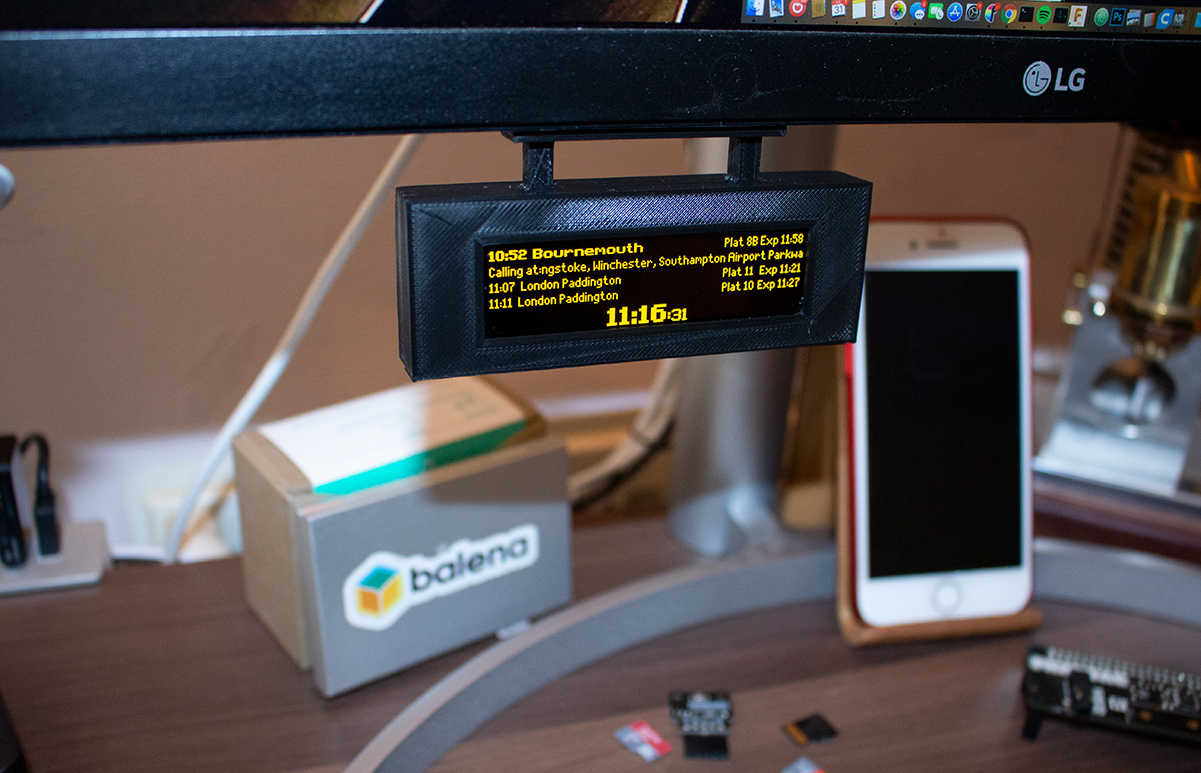 LG
10:52 Bournemouth Plat 8B Exp 11:58
Calling at:ngstoke, Winchester, Southampton Airport Parkwa
11:07 London Paddington Plat 11 Exp 11:21
11:11 London Paddington Plat 10 Exp 11:27
11:16:31
balena